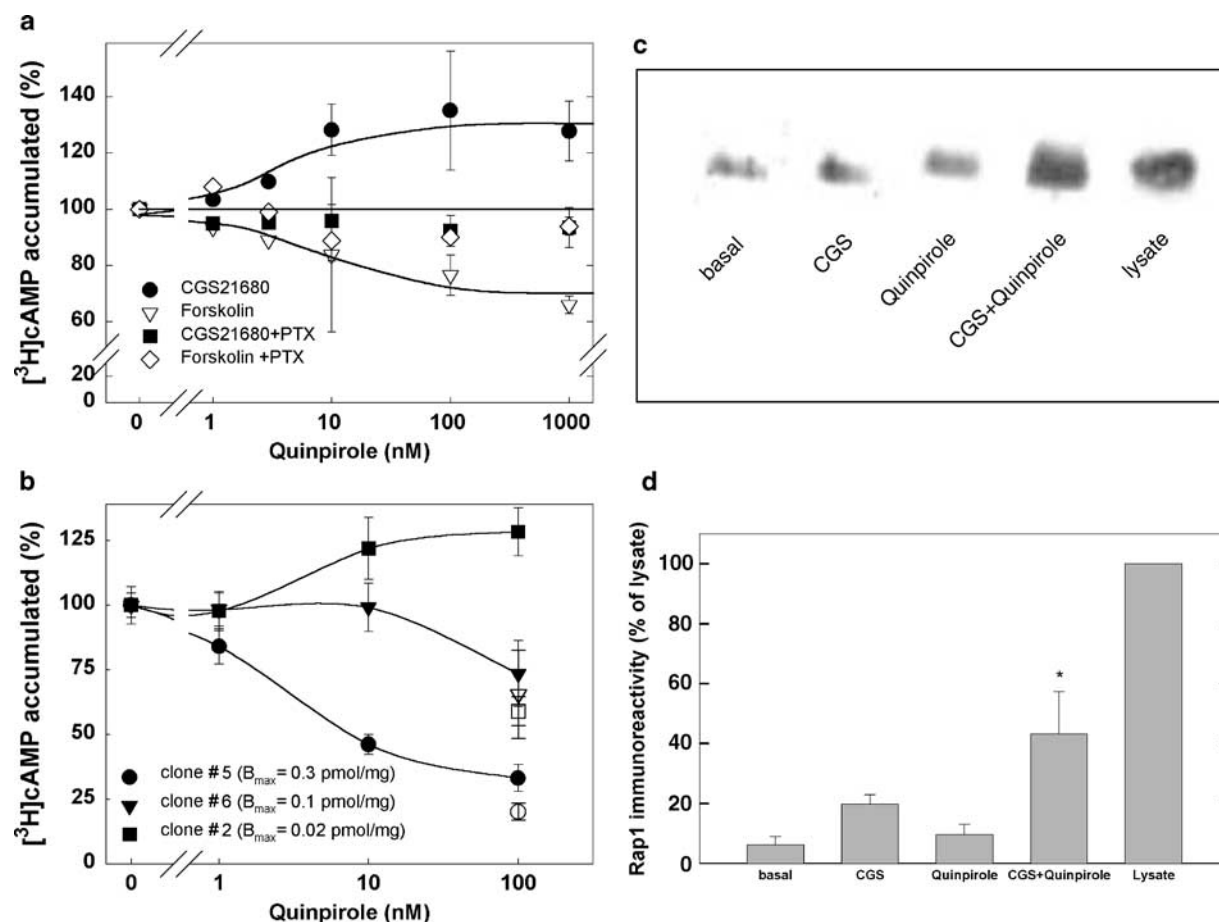 a
[³H]cAMP accumulated (%)
140
120
100
80
60
20
0
CGS21680
Forskolin
CGS21680+PTX
Forskolin +PTX
0 1 10 100 1000
Quinpirole (nM)
b
[³H]cAMP accumulated (%)
125
100
75
50
25
0
clone #5 (Bmax= 0.3 pmol/mg)
clone #6 (Bmax= 0.1 pmol/mg)
clone #2 (Bmax= 0.02 pmol/mg)
0 1 10 100
Quinpirole (nM)
c
basal
CGS
Quinpirole
CGS+Quinpirole
lysate
d
Rap1 immunoreactivity (% of lysate)
100
80
60
40
20
0
*
basal CGS Quinpirole CGS+Quinpirole Lysate